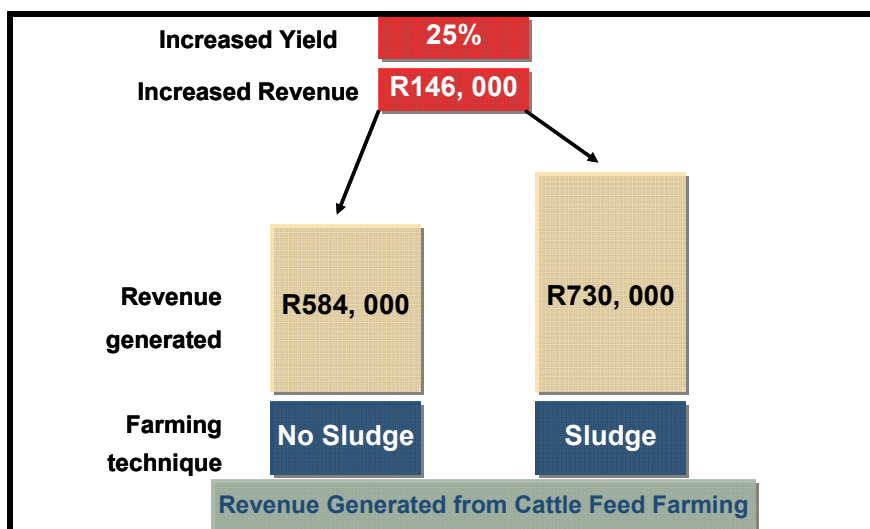 Increased Yield 25%
Increased Revenue R146, 000
Revenue
generated
R584, 000
R730, 000
Farming
technique
No Sludge
Sludge
Revenue Generated from Cattle Feed Farming